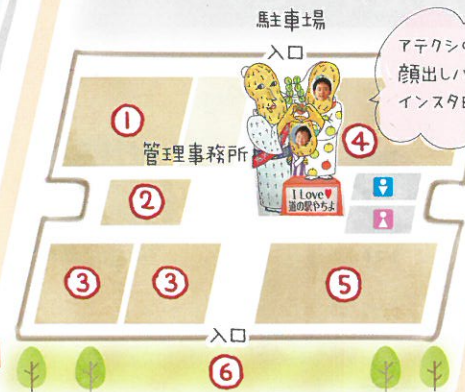 駐車場
入口
アテクシの
顔出しパ
インスタ
①
④
管理事務所
I Love♥
道の駅やちよ
②
③
③
⑤
入口
⑥